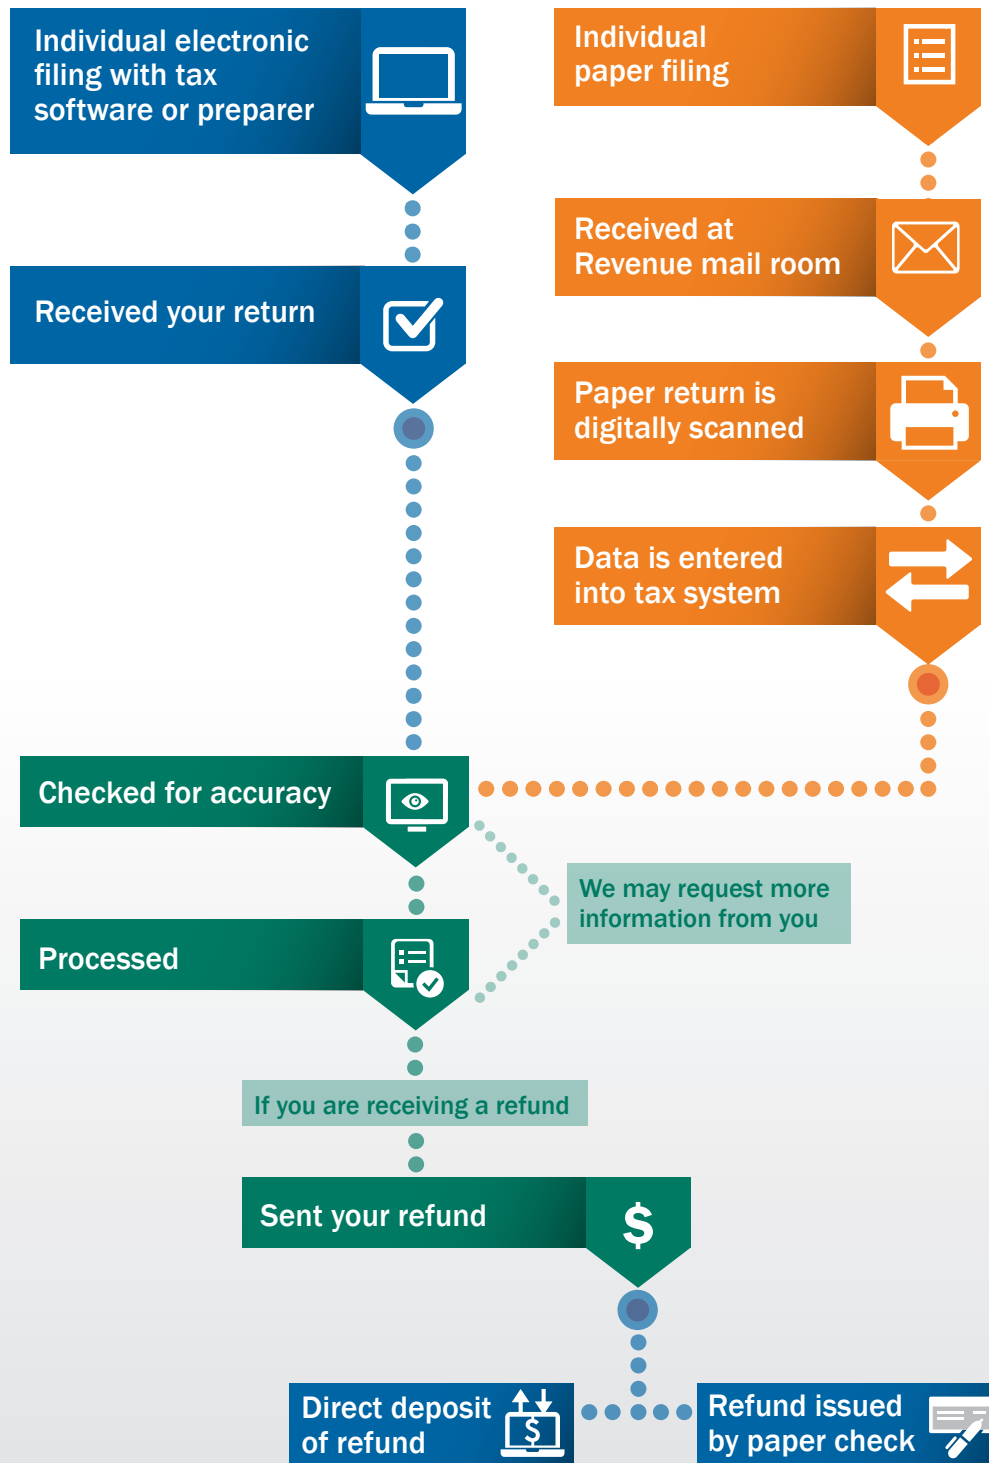 Individual electronic
filing with tax
software or preparer
Received your return
Individual
paper filing
Received at
Revenue mail room
Paper return is
digitally scanned
Data is entered
into tax system
Checked for accuracy
We may request more
information from you
Processed
If you are receiving a refund
Sent your refund
$
Direct deposit
of refund
$
Refund issued
by paper check